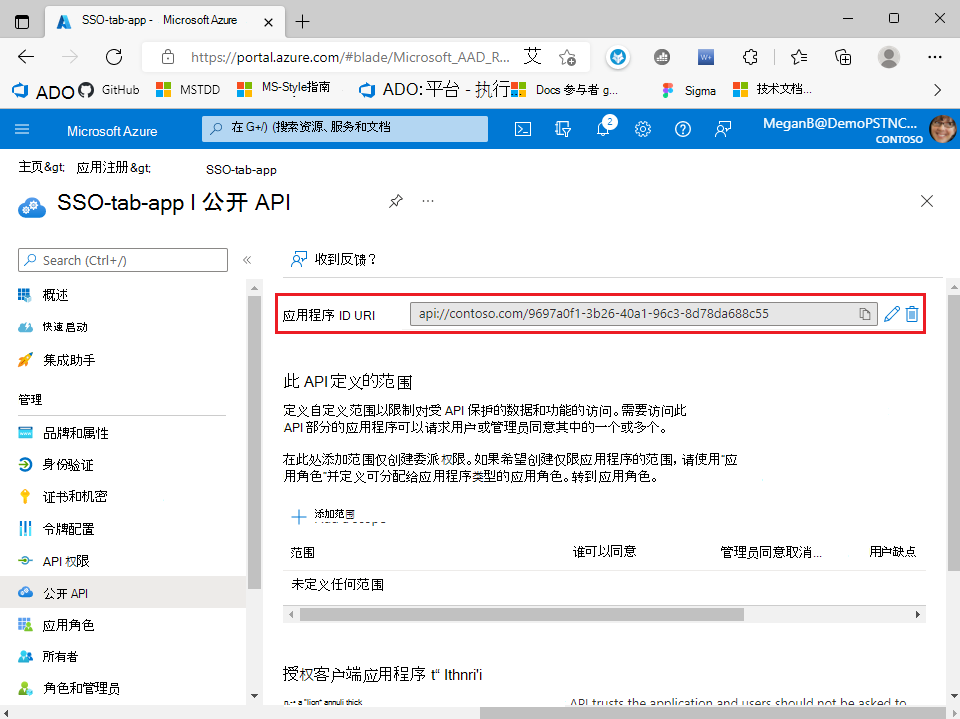 SSO-tab-app - Microsoft Azure
https://portal.azure.com/#blade/Microsoft_AAD_R...
ADO GitHub MSTDD MS-Style指南 ADO:平台 - 执行 Docs 参与者 g... Sigma 技术文档...
Microsoft Azure 在 G+/) (搜索资源、服务和文档 2 MeganB@DemoPSTNC...
CONTOSO
主页&gt; 应用注册&gt; SSO-tab-app
SSO-tab-app | 公开 API ...
Search (Ctrl+/) « 收到反馈?
概述
应用程序 ID URI api://contoso.com/9697a0f1-3b26-40a1-96c3-8d78da688c55
快速启动
集成助手
管理
品牌和属性
身份验证
证书和机密
令牌配置
API 权限
公开 API
应用角色
所有者
角色和管理员
此 API 定义的范围
定义自定义范围以限制对受 API 保护的数据和功能的访问。需要访问此
API 部分的应用程序可以请求用户或管理员同意其中的一个或多个。
在此处添加范围仅创建委派权限。如果希望创建仅限应用程序的范围，请使用“应
用角色”并定义可分配给应用程序类型的应用角色。转到应用角色。
添加范围
范围 谁可以同意 管理员同意取消... 用户缺点
未定义任何范围
授权客户端应用程序 t“ lthnri'i
API trusts the application and users should not be asked to